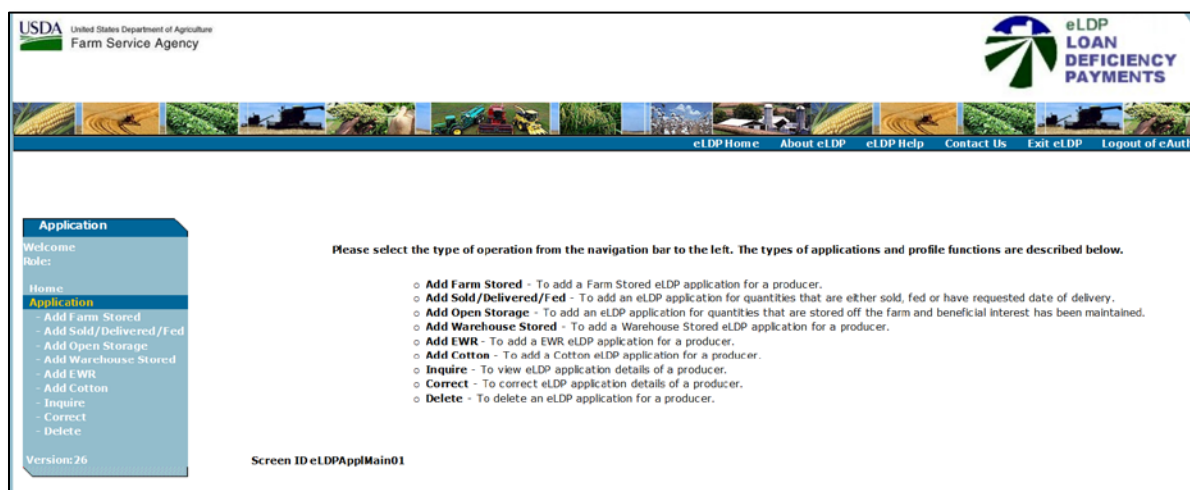 USDA United States Department of Agriculture
Farm Service Agency
eLDP
LOAN
DEFICIENCY
PAYMENTS
eLDP Home About eLDP eLDP Help Contact Us Exit eLDP Logout of eAuth
Application
Welcome
Role:
Home
Application
- Add Farm Stored
- Add Sold/Delivered/Fed
- Add Open Storage
- Add Warehouse Stored
- Add EWR
- Add Cotton
- Inquire
- Correct
- Delete
Version:26
Please select the type of operation from the navigation bar to the left. The types of applications and profile functions are described below.
o Add Farm Stored - To add a Farm Stored eLDP application for a producer.
o Add Sold/Delivered/Fed - To add an eLDP application for quantities that are either sold, fed or have requested date of delivery.
o Add Open Storage - To add an eLDP application for quantities that are stored off the farm and beneficial interest has been maintained.
o Add Warehouse Stored - To add a Warehouse Stored eLDP application for a producer.
o Add EWR - To add a EWR eLDP application for a producer.
o Add Cotton - To add a Cotton eLDP application for a producer.
o Inquire - To view eLDP application details of a producer.
o Correct - To correct eLDP application details of a producer.
o Delete - To delete an eLDP application for a producer.
Screen ID eLDPApplMain01